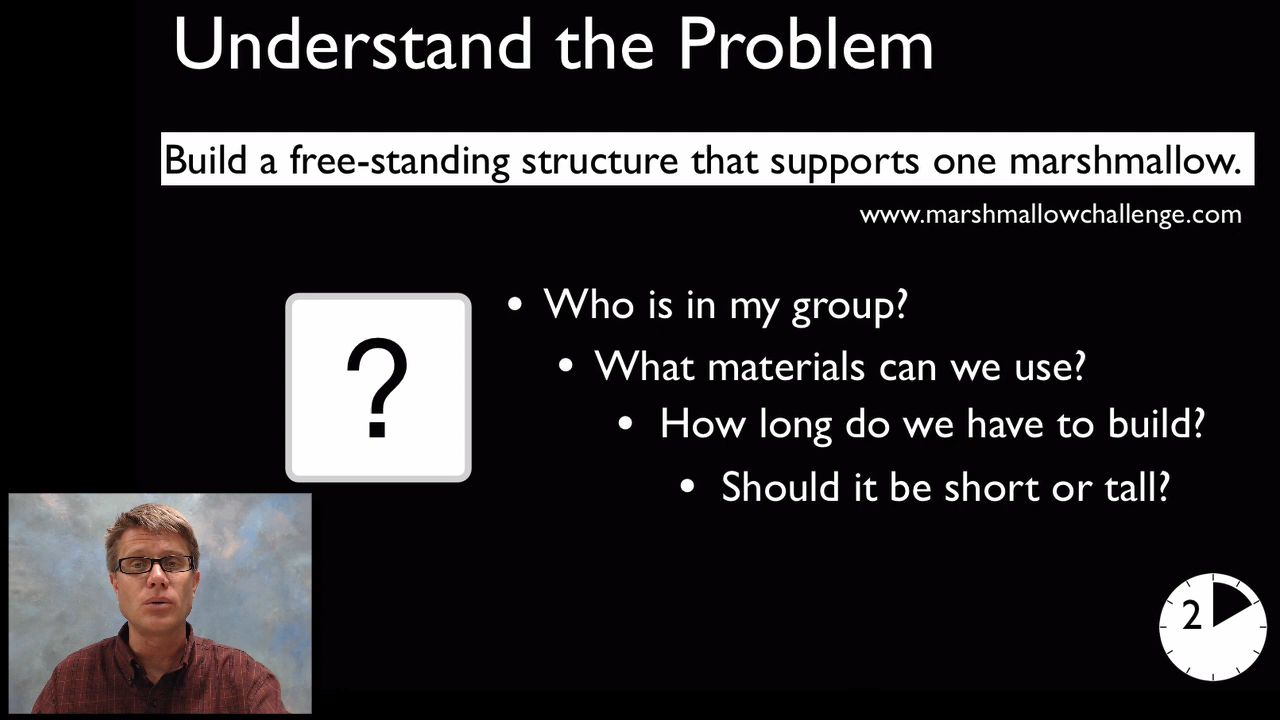 Understand the Problem
Build a free-standing structure that supports one marshmallow.
www.marshmallowchallenge.com
?
• Who is in my group?
• What materials can we use?
• How long do we have to build?
• Should it be short or tall?
2